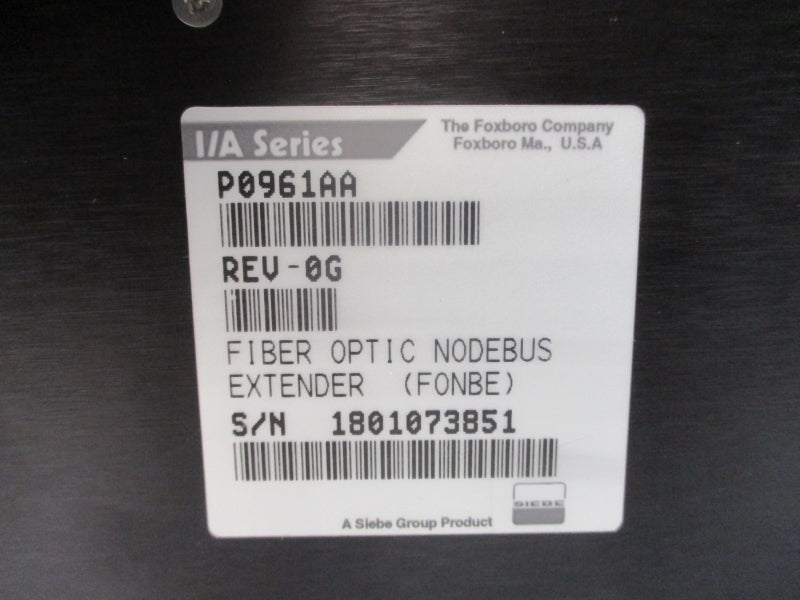 I/A Series
The Foxboro Company
Foxboro Ma., U.S.A
P0961AA
REV-0G
FIBER OPTIC NODEBUS
EXTENDER (FONBE)
S/N 1801073851
SIEBE
A Siebe Group Product